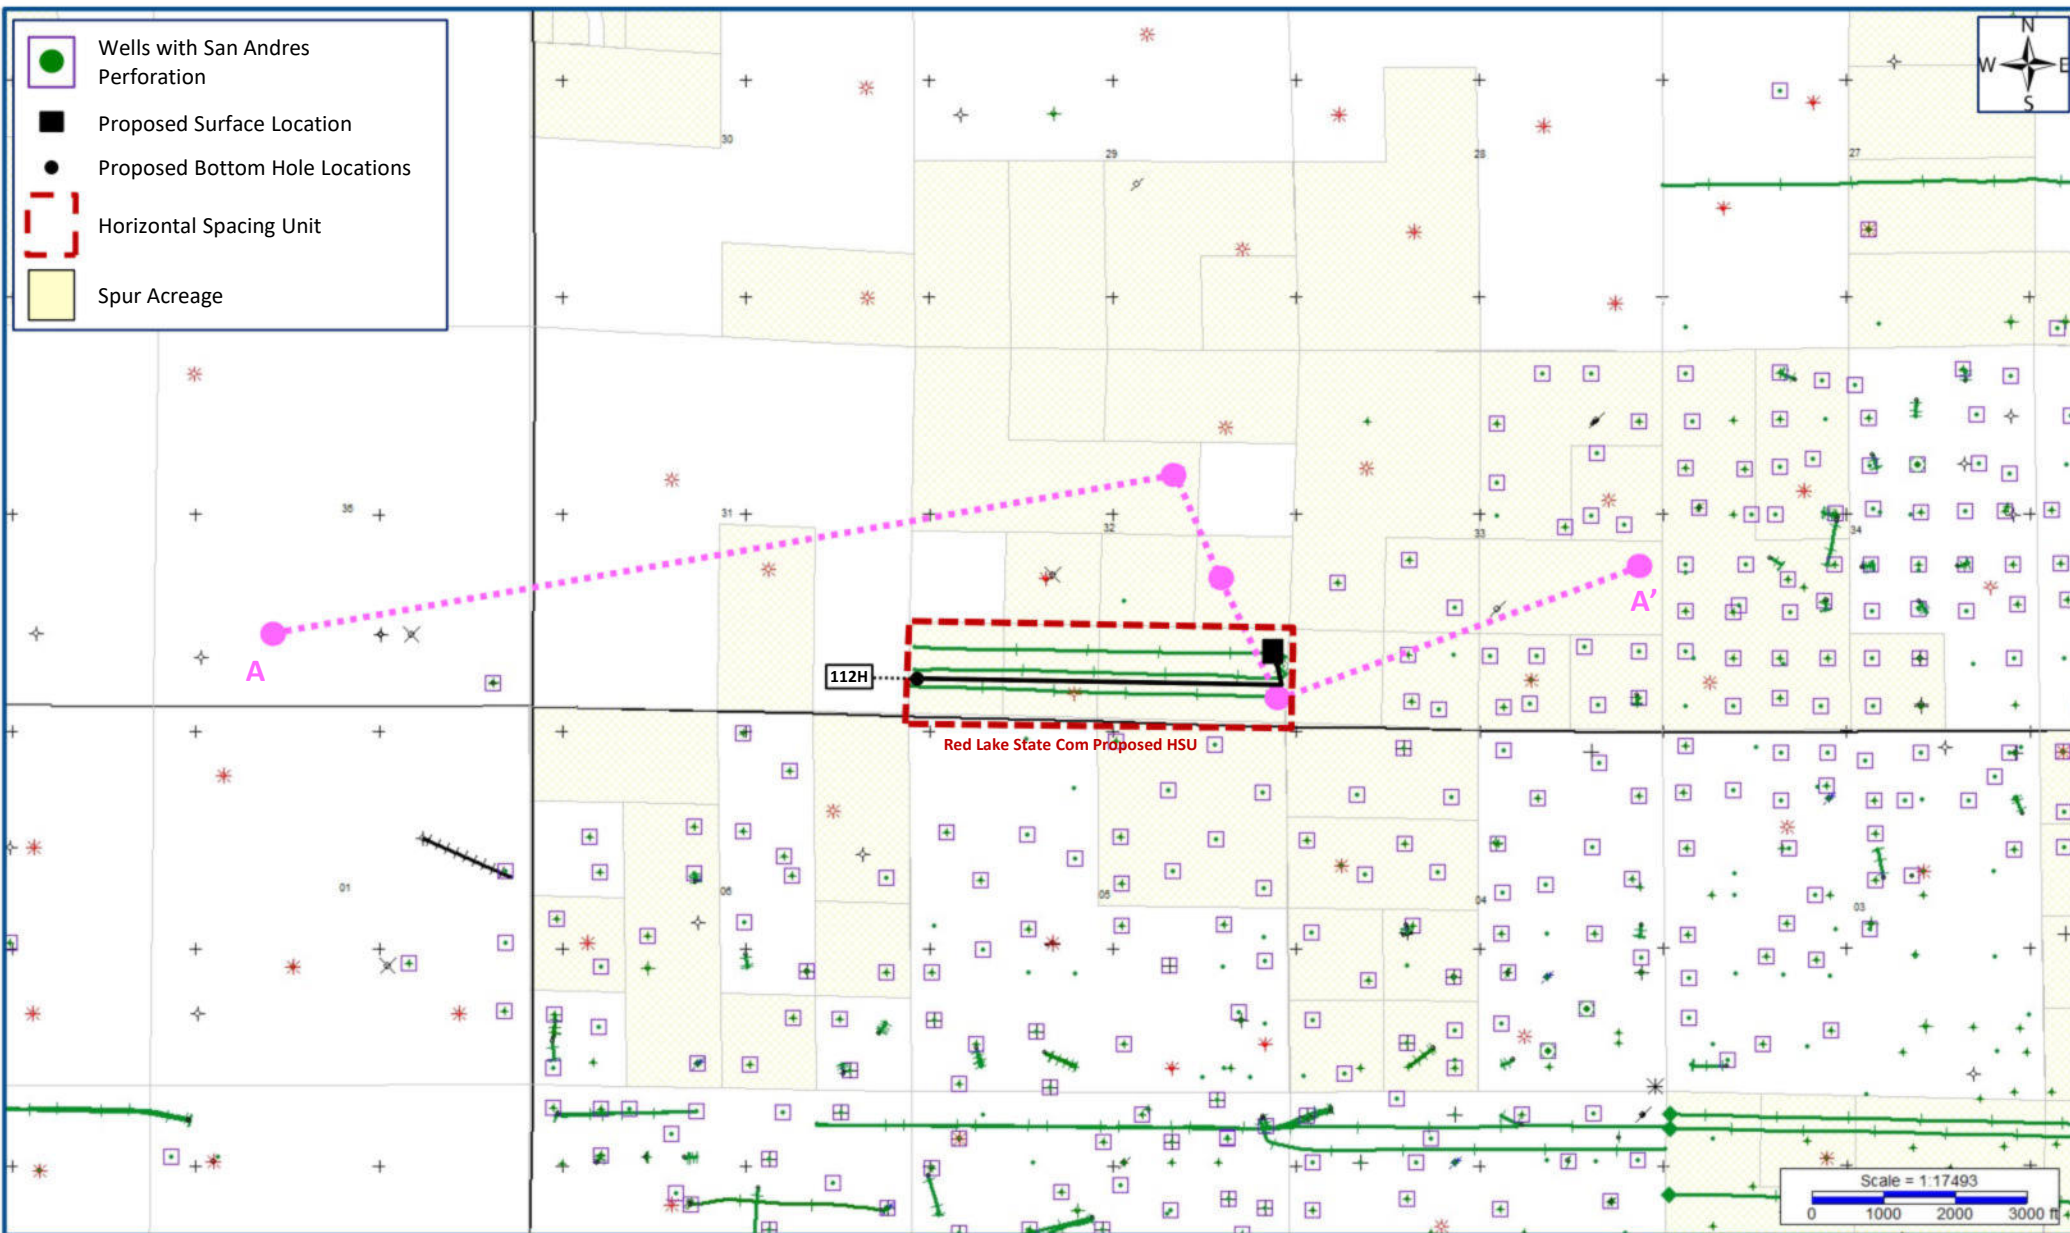 Wells with San Andres
Perforation
Proposed Surface Location
Proposed Bottom Hole Locations
Horizontal Spacing Unit
Spur Acreage
N
W E
S
30
29
28
27
31
32
33
34
A
A’
112H
Red Lake State Com Proposed HSU
01
05
04
03
Scale = 1:17493
0 1000 2000 3000 ft